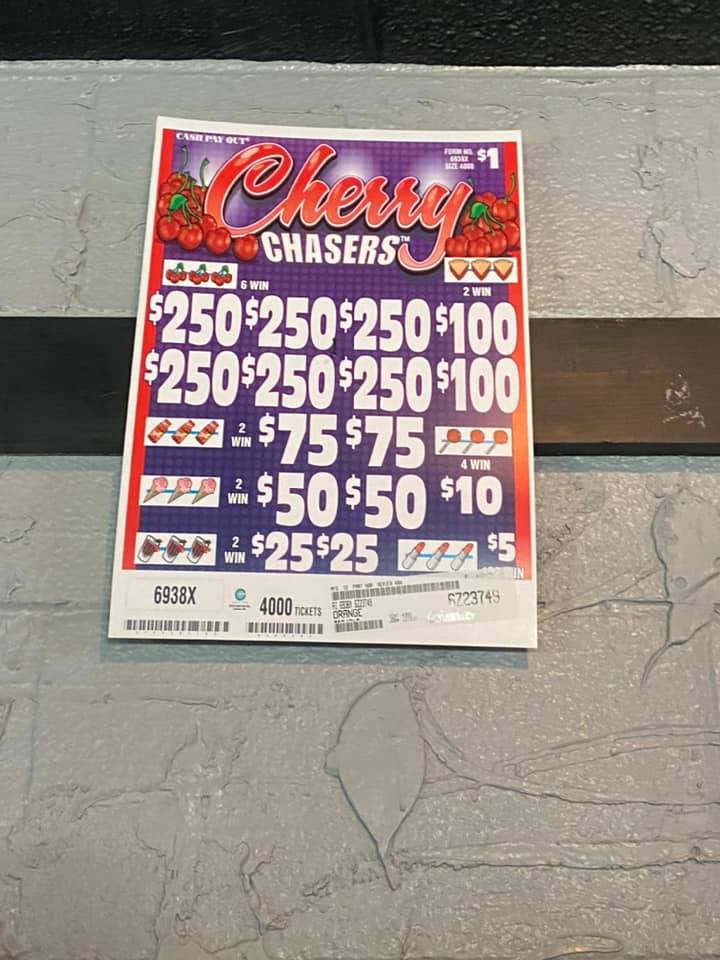 CASH PAY OUT
FORM NO.
6938X
SIZE 4000
$1
Cherry
CHASERS™
6 WIN
2 WIN
$250 $250 $250 $100
$250 $250 $250 $100
2 WIN $75 $75
4 WIN
2 WIN $50 $50 $10
2 WIN $25 $25 $5
6938X
4000 TICKETS
6723749
ORANGE